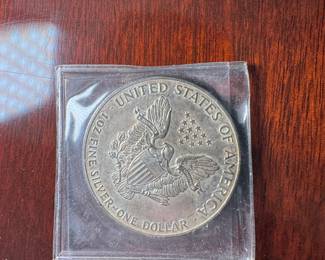 UNITED STATES OF AMERICA
1 OZ. FINE SILVER~ONE DOLLAR